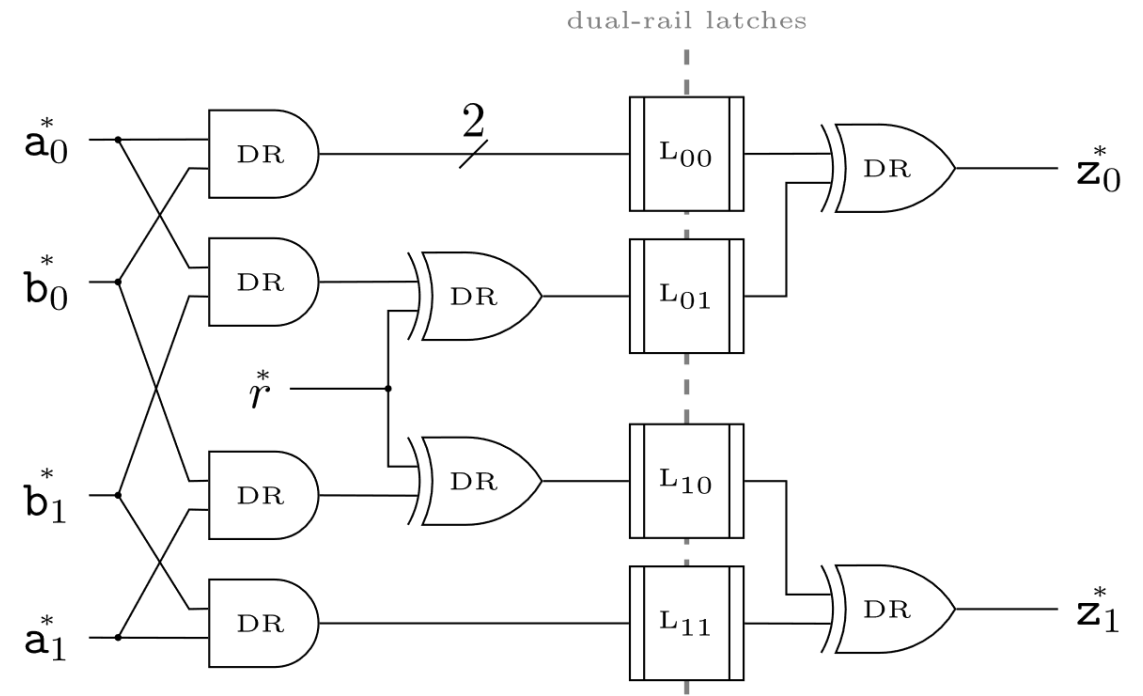 dual-rail latches
2
a*0
DR
L00
DR
z*0
b*0
DR
DR
L01
r*
b*1
DR
DR
L10
a*1
DR
L11
DR
z*1